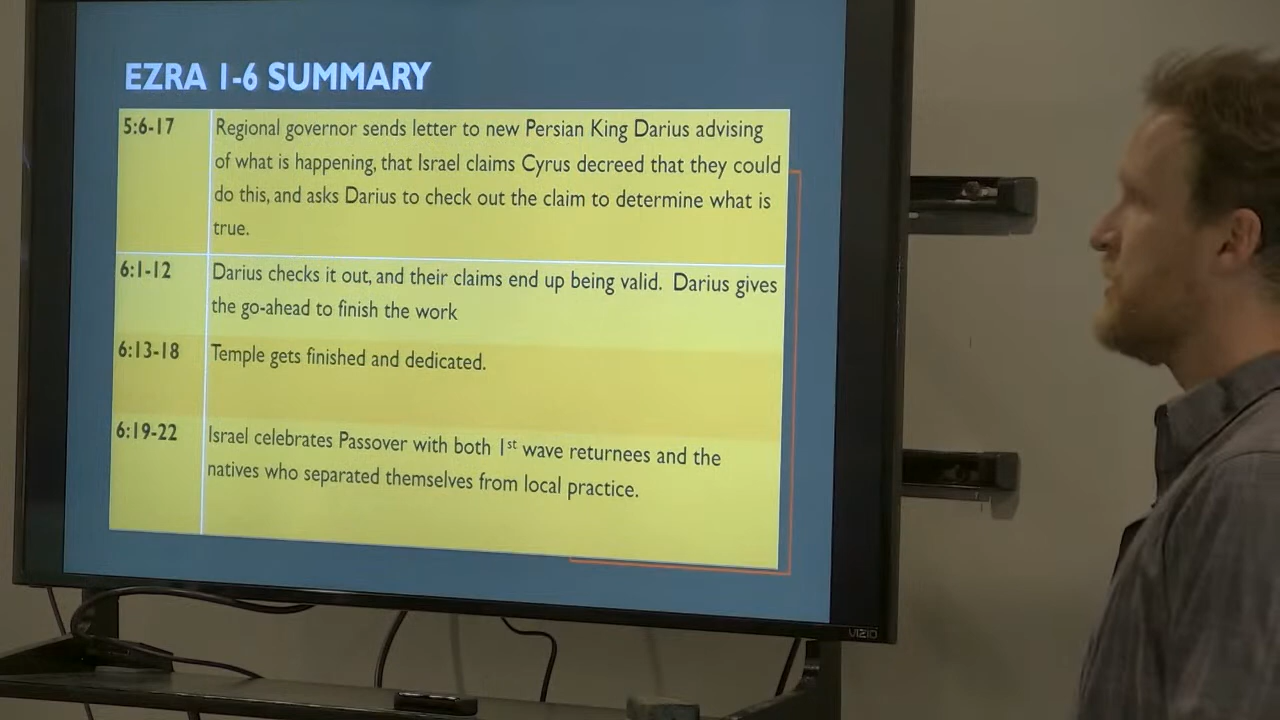 EZRA 1-6 SUMMARY
5:6-17
Regional governor sends letter to new Persian King Darius advising
of what is happening, that Israel claims Cyrus decreed that they could
do this, and asks Darius to check out the claim to determine what is
true.
6:1-12
Darius checks it out, and their claims end up being valid. Darius gives
the go-ahead to finish the work
6:13-18
Temple gets finished and dedicated.
6:19-22
Israel celebrates Passover with both 1st wave returnees and the
natives who separated themselves from local practice.
VIZIO